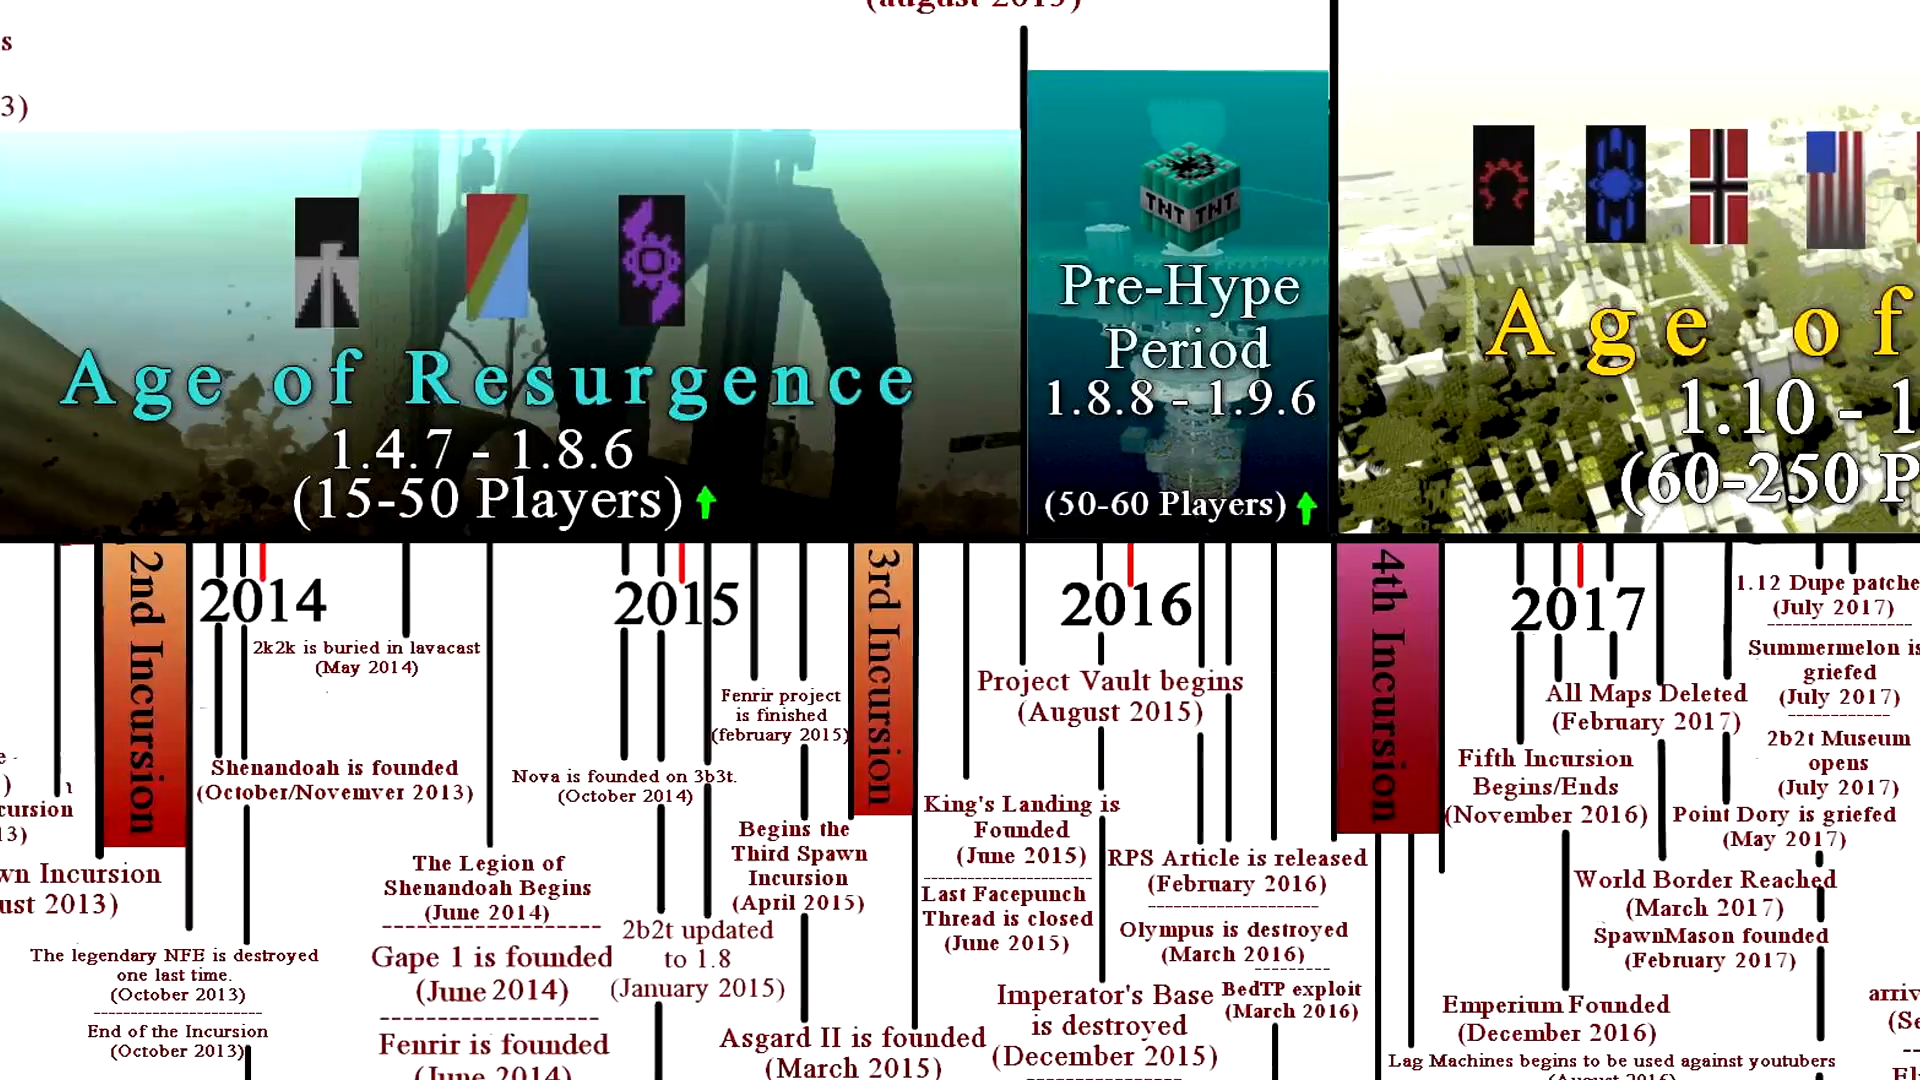 (august 2015)
s
3)
Age of Resurgence
1.4.7 - 1.8.6
(15-50 Players)
TNT TNT
Pre-Hype
Period
1.8.8 - 1.9.6
(50-60 Players)
Age of
1.10 - 1
(60-250 P
2nd Incursion
2014
2k2k is buried in lavacast
(May 2014)
2015
3rd Incursion
2016
4th Incursion
2017
1.12 Dupe patche
(July 2017)
Summermelon is
griefed
(July 2017)
2b2t Museum
opens
(July 2017)
Shenandoah is founded
(October/Novemver 2013)
cursion
13)
wn Incursion
ust 2013)
The legendary NFE is destroyed
one last time.
(October 2013)
End of the Incursion
(October 2013)
The Legion of
Shenandoah Begins
(June 2014)
Gape 1 is founded
(June 2014)
Fenrir is founded
(June 2014)
Nova is founded on 3b3t.
(October 2014)
2b2t updated
to 1.8
(January 2015)
Fenrir project
is finished
(february 2015)
Begins the
Third Spawn
Incursion
(April 2015)
Asgard II is founded
(March 2015)
Project Vault begins
(August 2015)
King's Landing is
Founded
(June 2015)
Last Facepunch
Thread is closed
(June 2015)
Imperator's Base
is destroyed
(December 2015)
RPS Article is released
(February 2016)
Olympus is destroyed
(March 2016)
BedTP exploit
(March 2016)
All Maps Deleted
(February 2017)
Fifth Incursion
Begins/Ends
(November 2016)
Point Dory is griefed
(May 2017)
World Border Reached
(March 2017)
SpawnMason founded
(February 2017)
Emperium Founded
(December 2016)
Lag Machines begins to be used against youtubers
(August 2016)
arriv
(Se